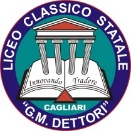 LICEO CLASSICO STATALE
Innovando Tradere
CAGLIARI
"G.M. DETTORI"